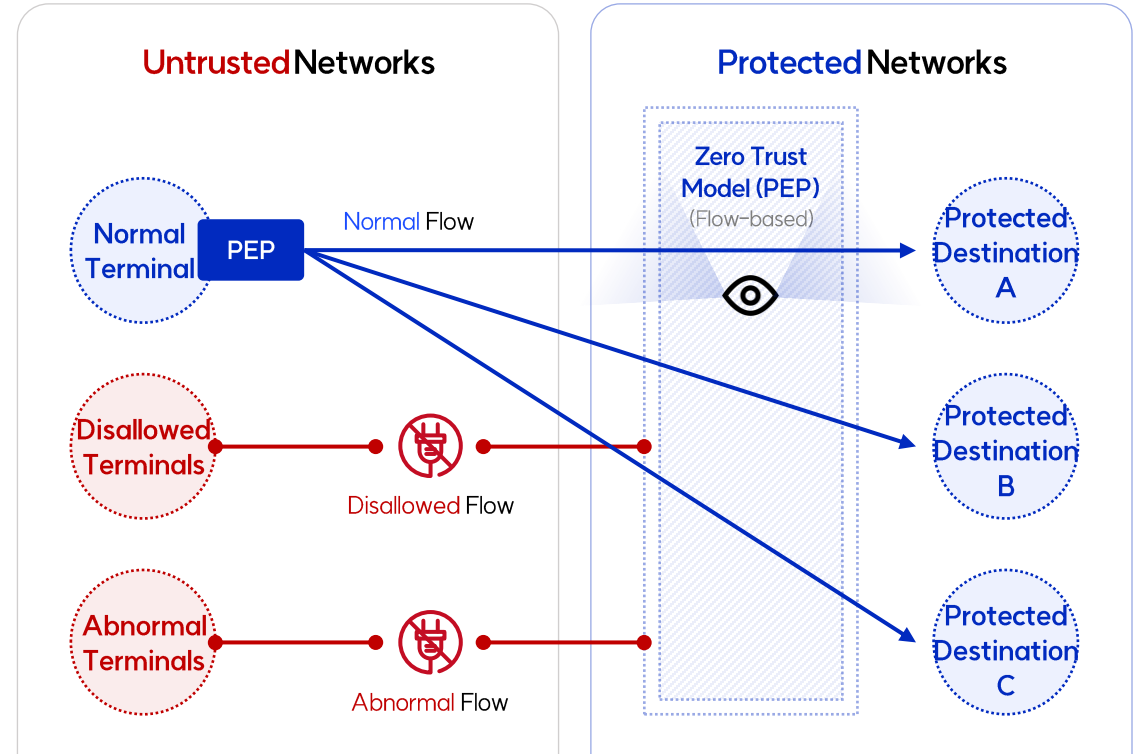 Untrusted Networks
Protected Networks
Zero Trust
Model (PEP)
(Flow-based)
Normal
Terminal
PEP
Normal Flow
Protected
Destination
A
Disallowed
Terminals
Disallowed Flow
Protected
Destination
B
Abnormal
Terminals
Abnormal Flow
Protected
Destination
C